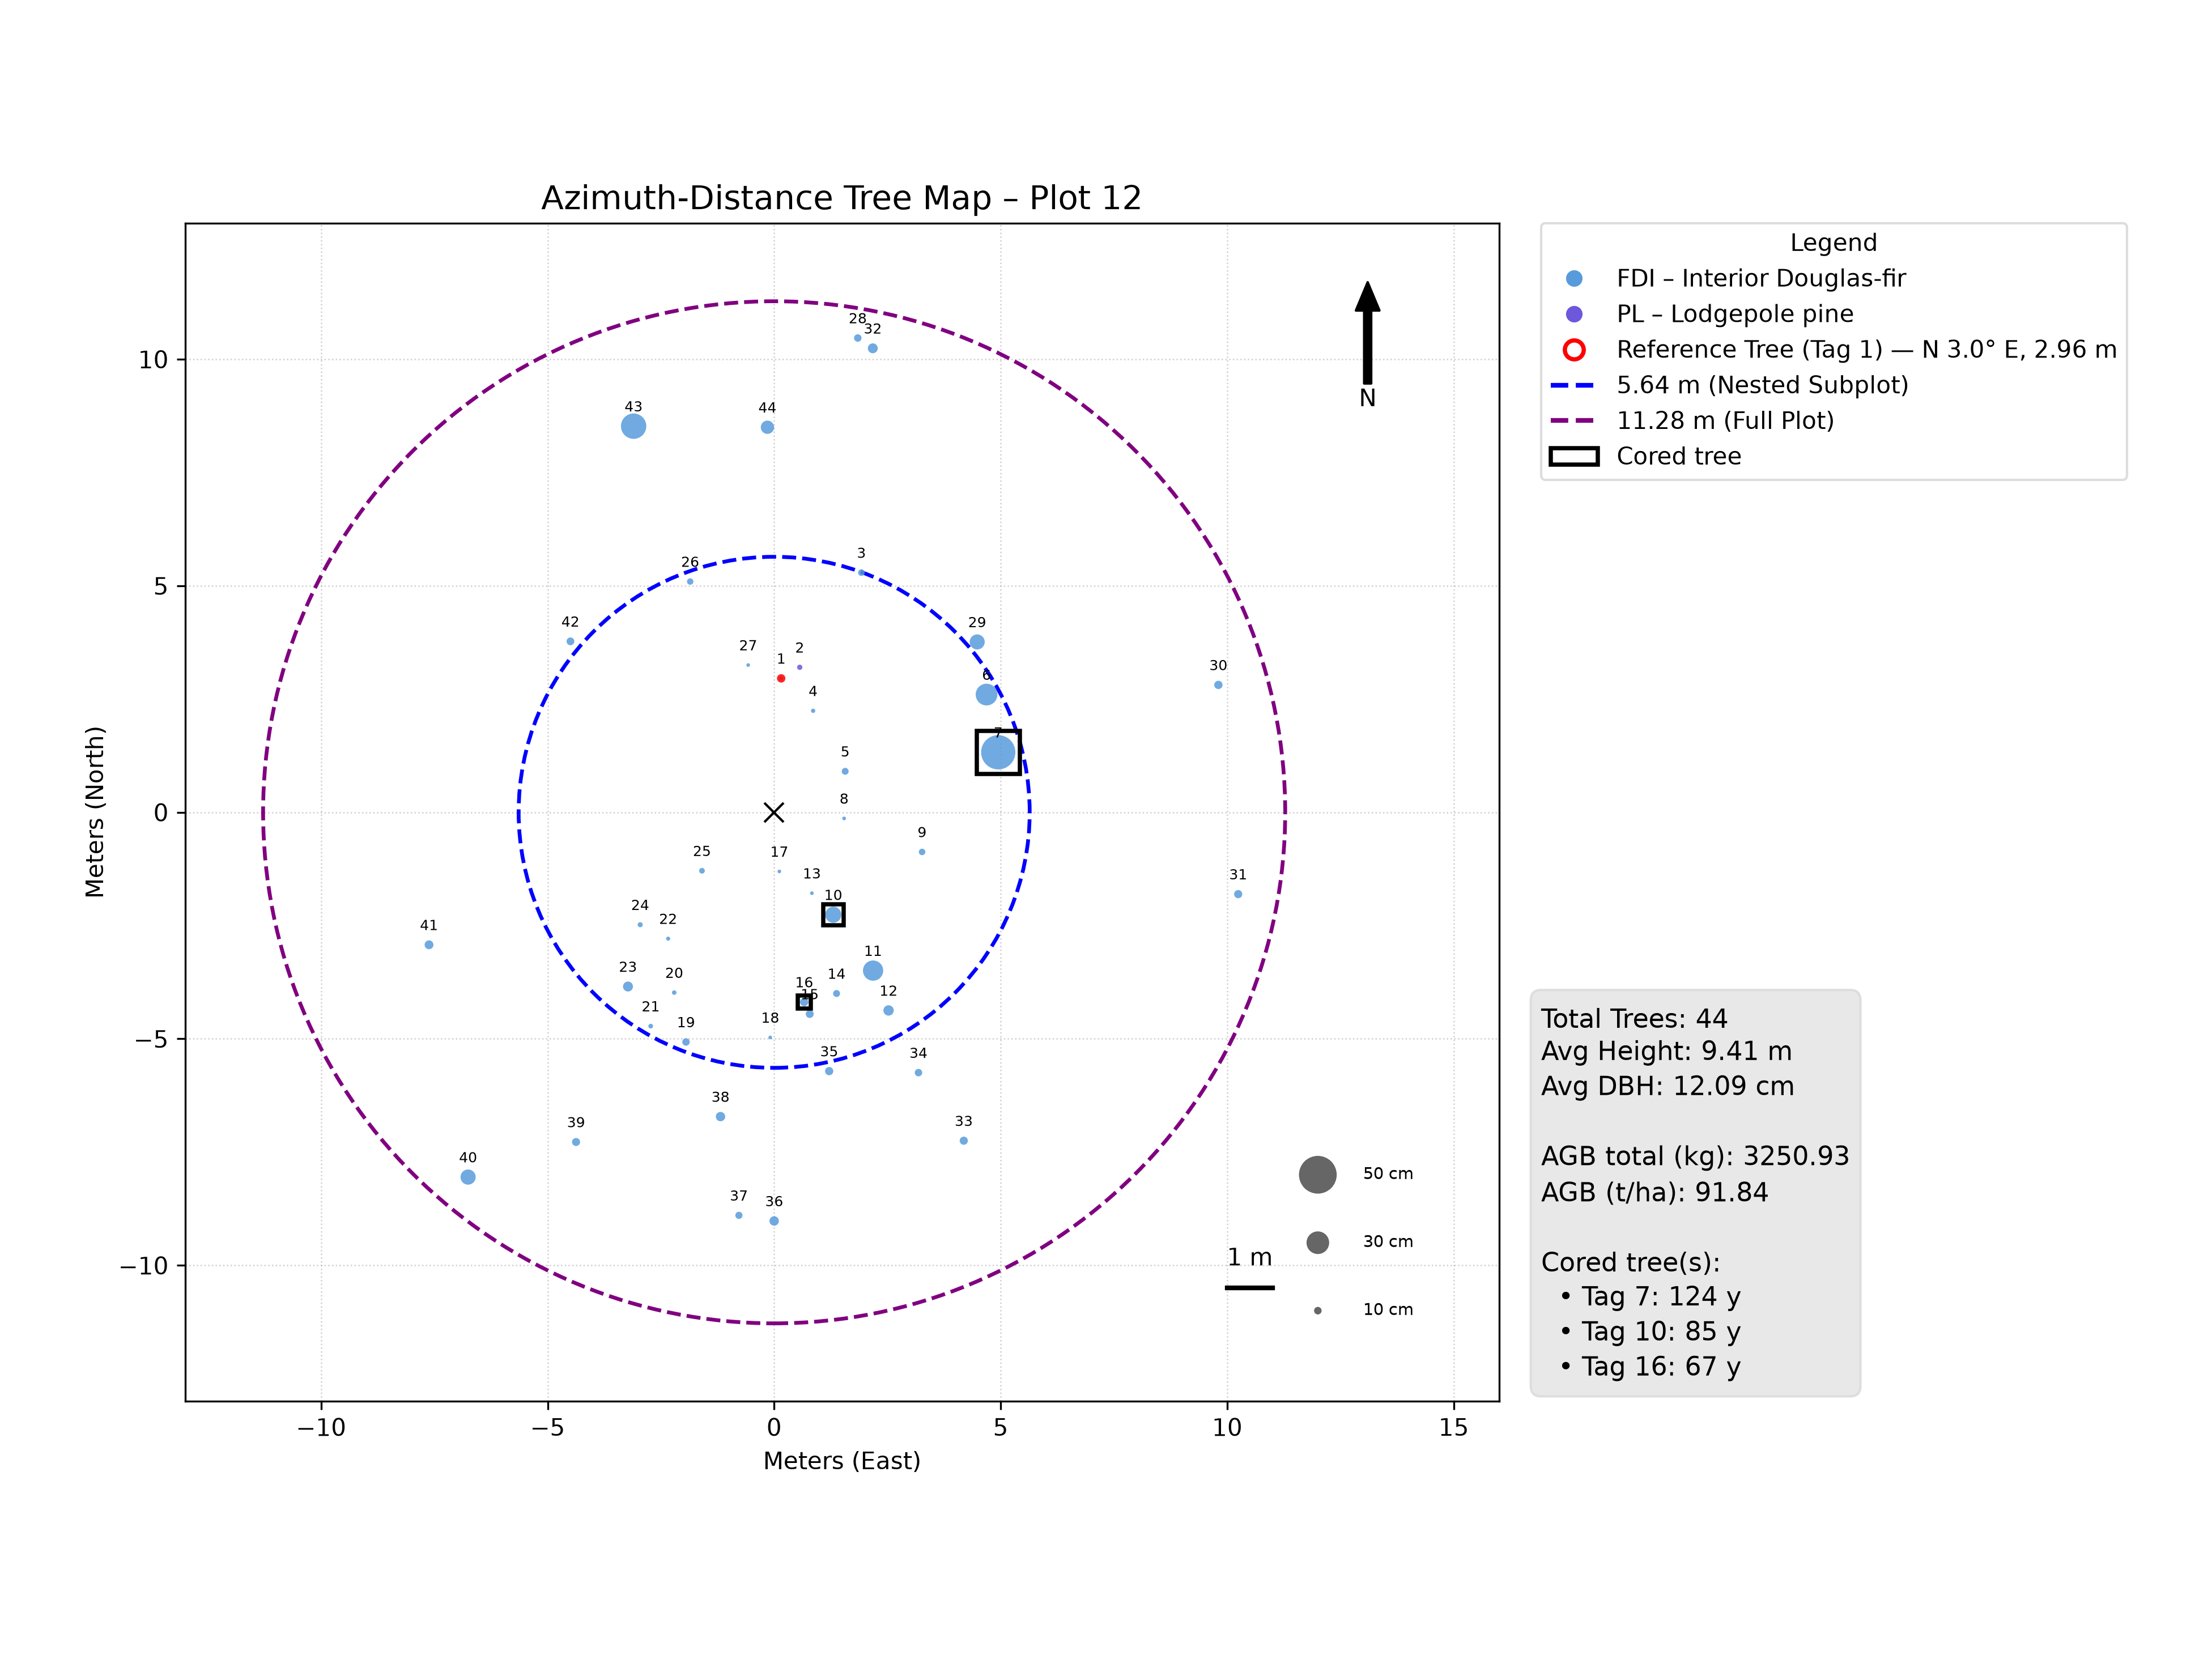 Azimuth-Distance Tree Map – Plot 12
Legend
FDI – Interior Douglas-fir
PL – Lodgepole pine
Reference Tree (Tag 1) — N 3.0° E, 2.96 m
5.64 m (Nested Subplot)
11.28 m (Full Plot)
Cored tree
N
28
32
43
44
26
3
42
29
27
1
2
6
30
4
7
5
8
9
25
17
13
31
10
24
22
41
11
23
20
16
14
15
12
21
19
18
35
34
38
39
33
40
37
36
50 cm
30 cm
1 m
10 cm
10
5
0
−5
−10
Meters (North)
−10
−5
0
5
10
15
Meters (East)
Total Trees: 44
Avg Height: 9.41 m
Avg DBH: 12.09 cm
AGB total (kg): 3250.93
AGB (t/ha): 91.84
Cored tree(s):
• Tag 7: 124 y
• Tag 10: 85 y
• Tag 16: 67 y